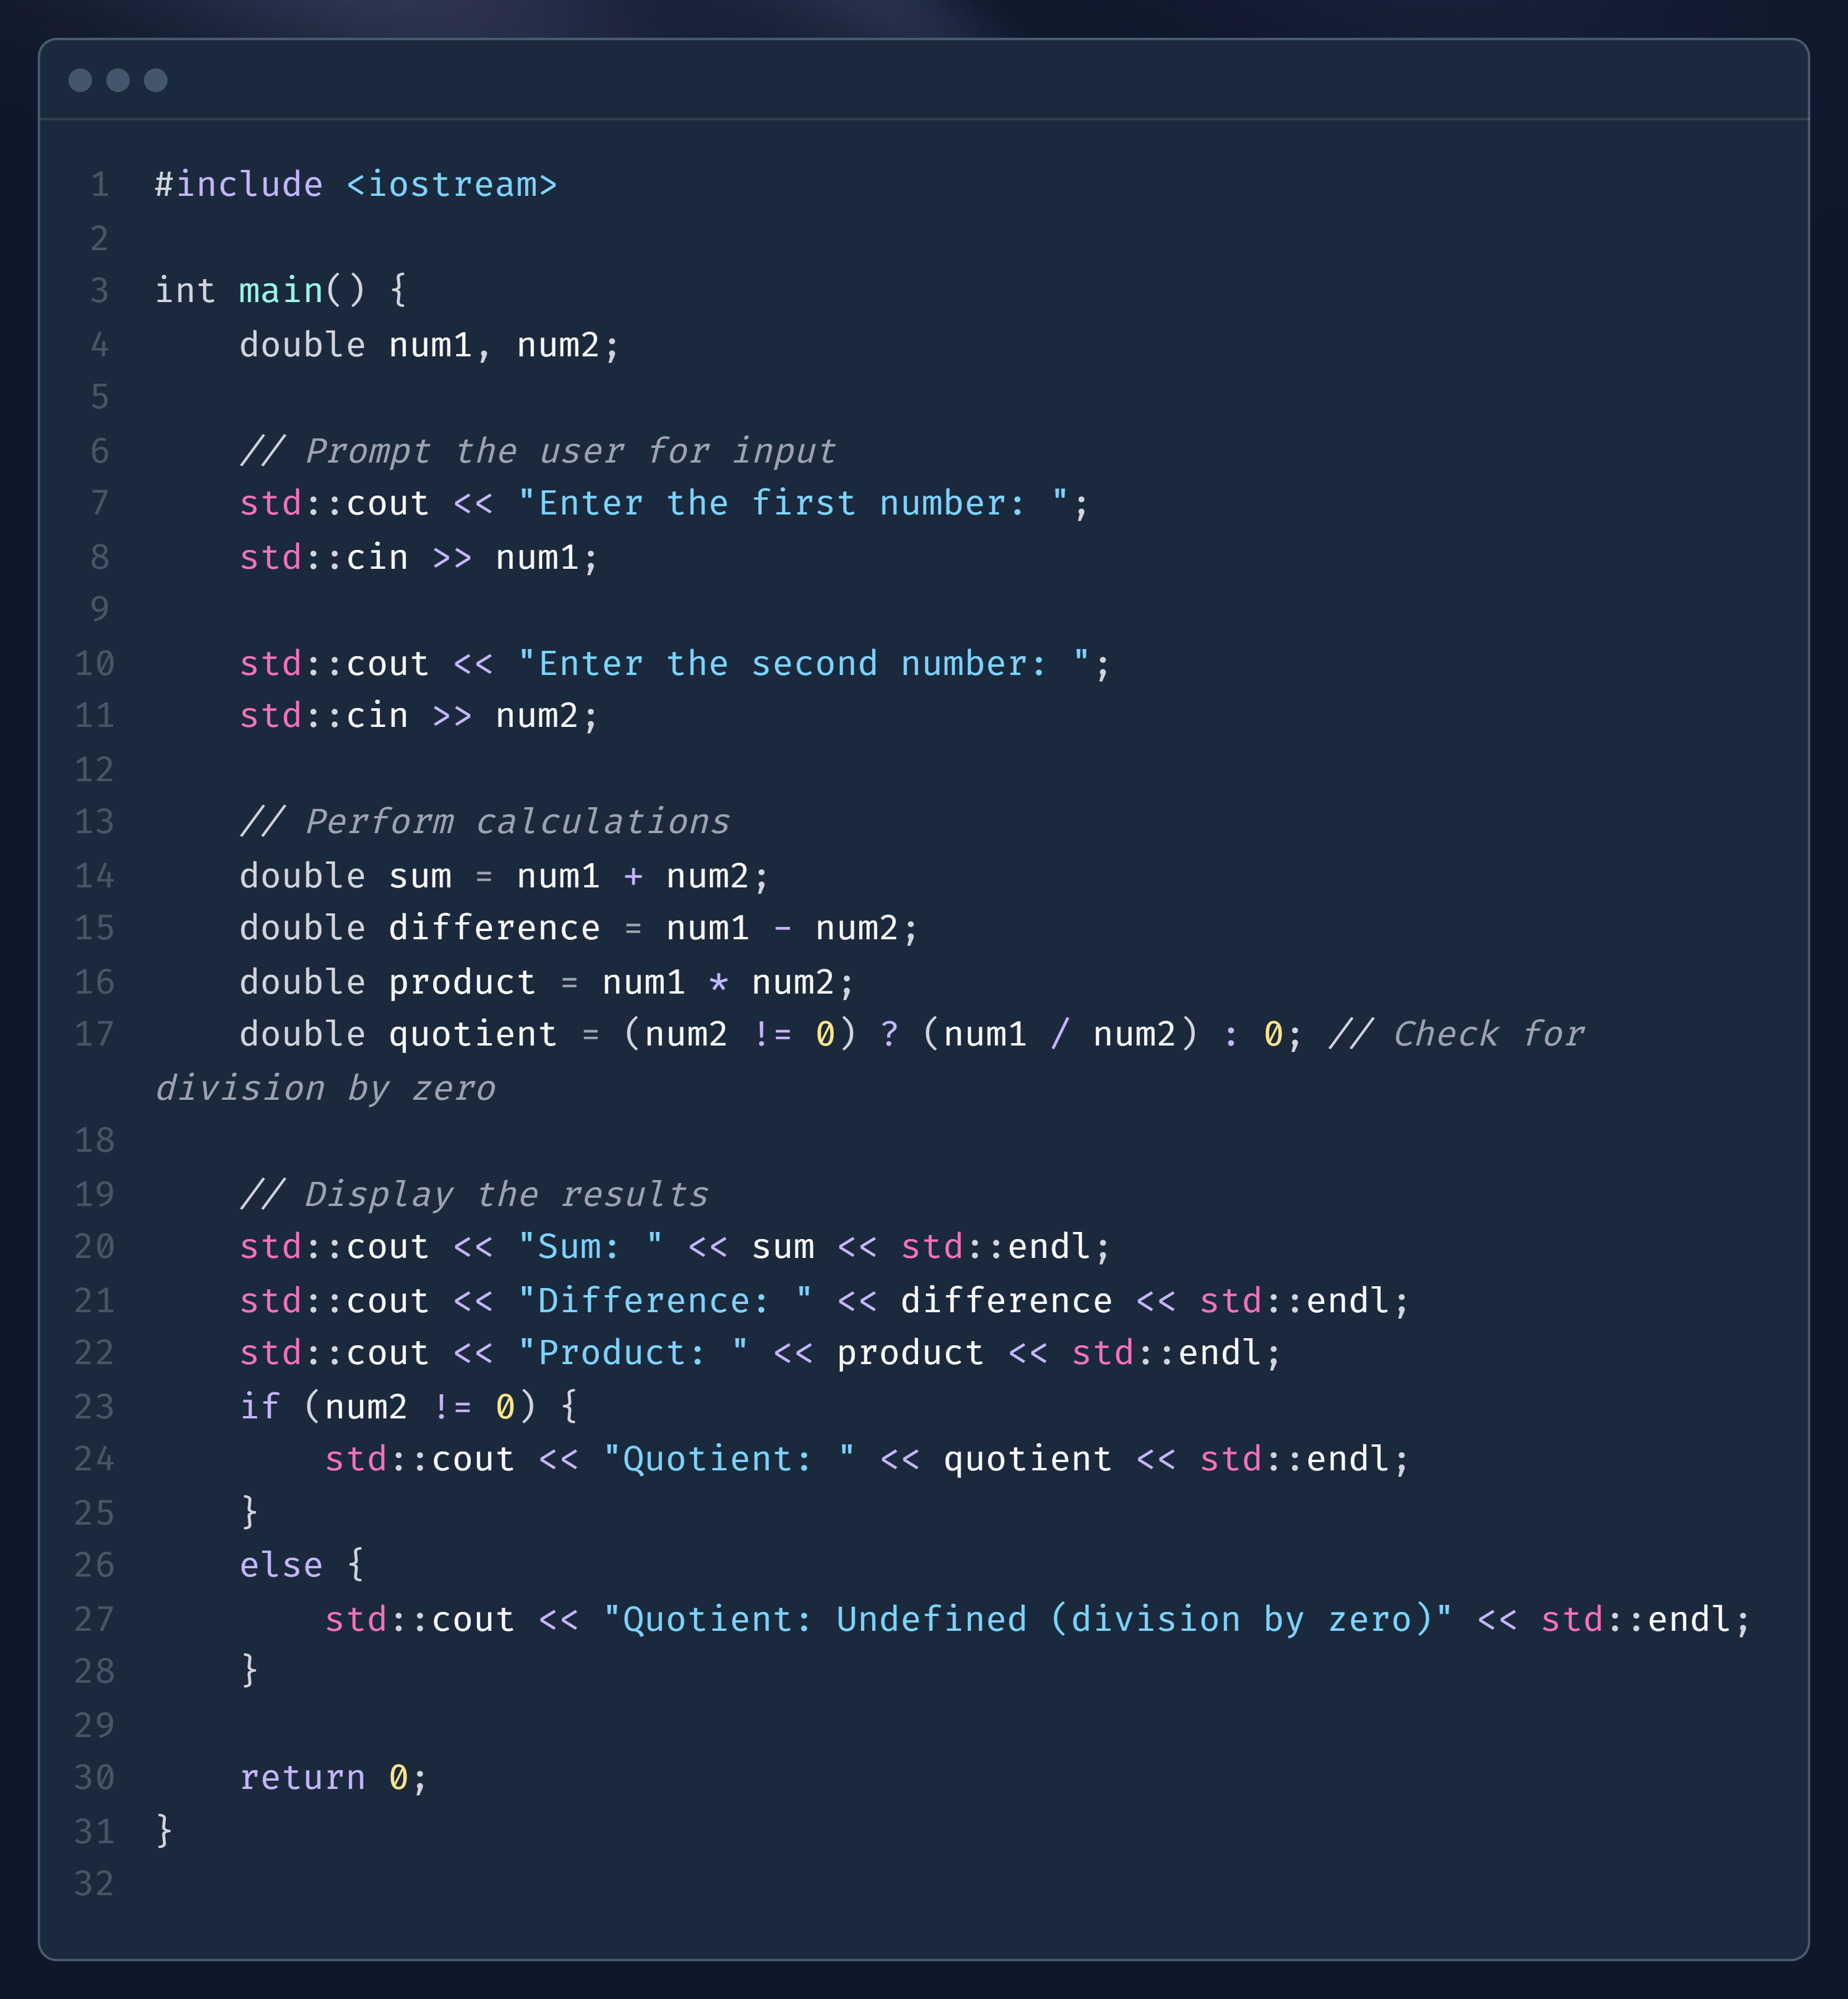 1 #include <iostream>
2
3 int main() {
4     double num1, num2;
5
6     // Prompt the user for input
7     std::cout << "Enter the first number: ";
8     std::cin >> num1;
9
10     std::cout << "Enter the second number: ";
11     std::cin >> num2;
12
13     // Perform calculations
14     double sum = num1 + num2;
15     double difference = num1 - num2;
16     double product = num1 * num2;
17     double quotient = (num2 != 0) ? (num1 / num2) : 0; // Check for
division by zero
18
19     // Display the results
20     std::cout << "Sum: " << sum << std::endl;
21     std::cout << "Difference: " << difference << std::endl;
22     std::cout << "Product: " << product << std::endl;
23     if (num2 != 0) {
24         std::cout << "Quotient: " << quotient << std::endl;
25     }
26     else {
27         std::cout << "Quotient: Undefined (division by zero)" << std::endl;
28     }
29
30     return 0;
31 }
32